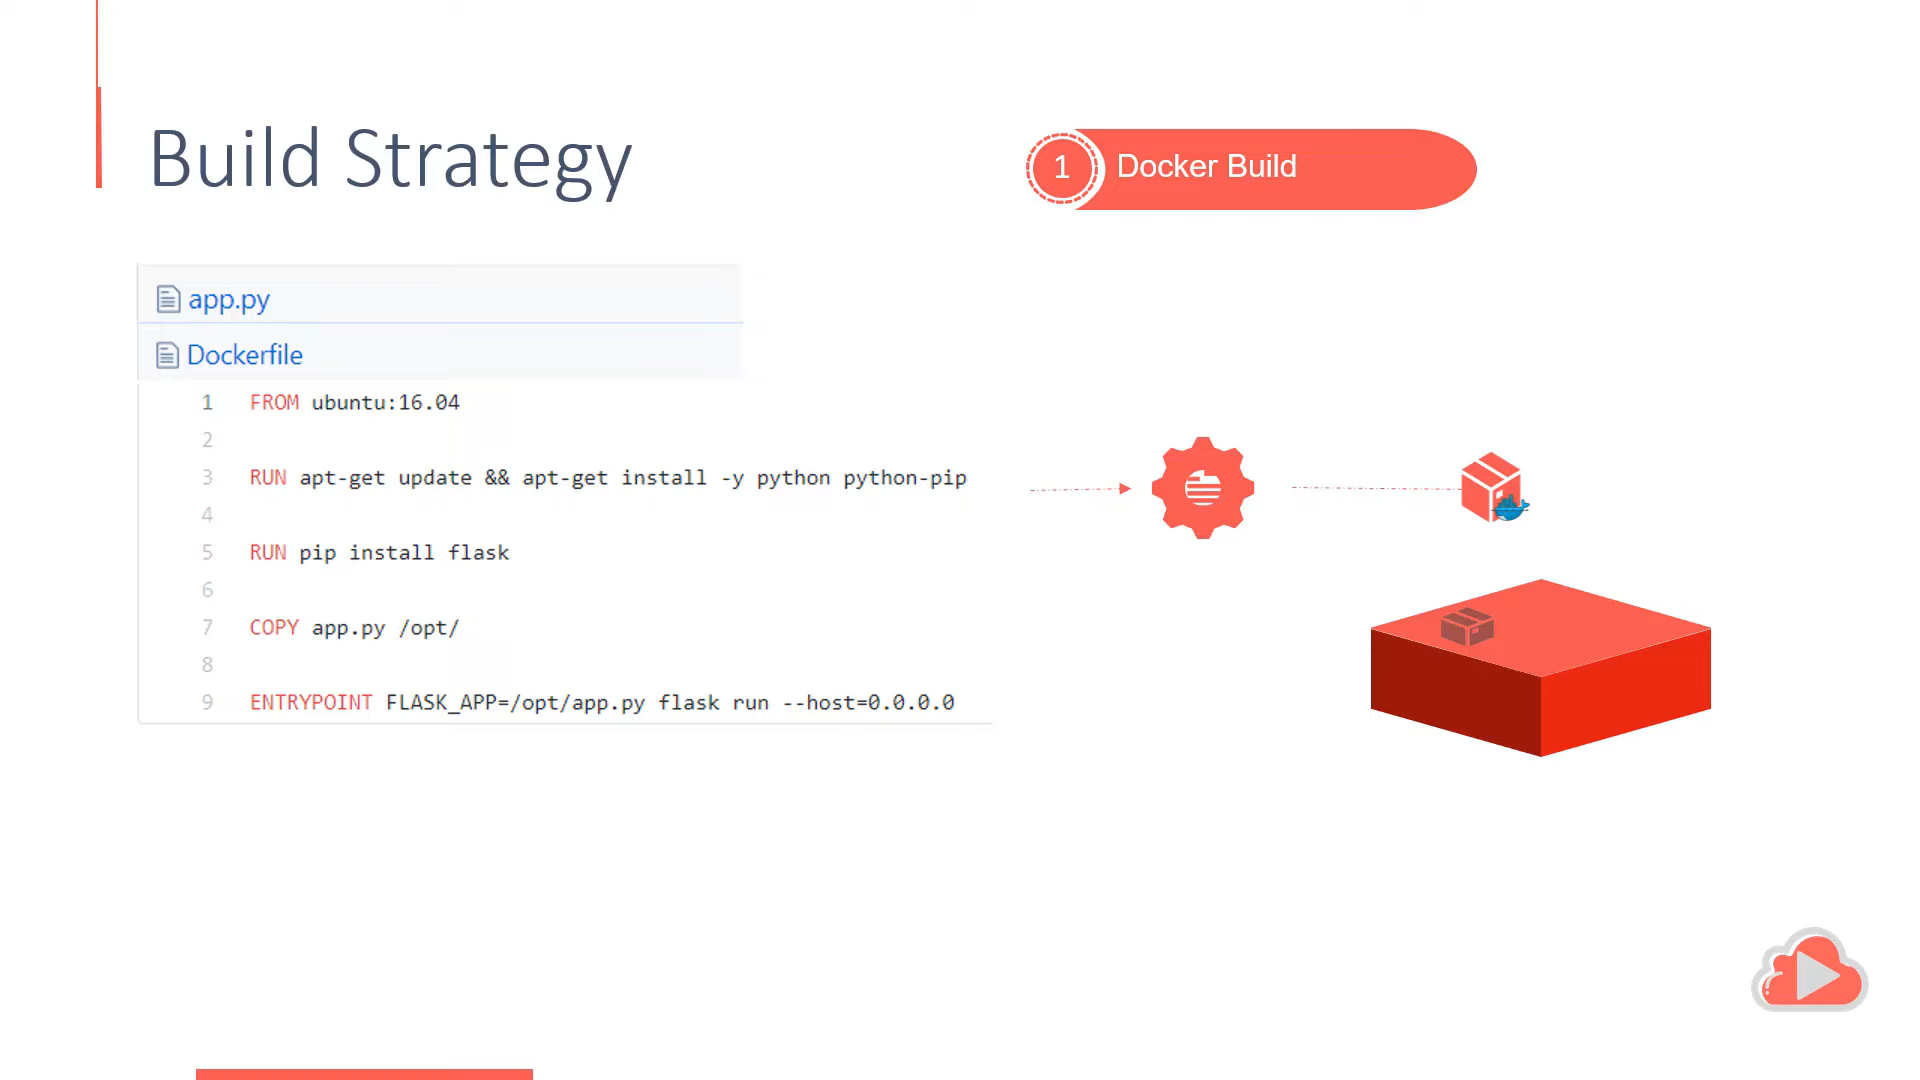 Build Strategy
1 Docker Build
app.py
Dockerfile
1 FROM ubuntu:16.04
2
3 RUN apt-get update && apt-get install -y python python-pip
4
5 RUN pip install flask
6
7 COPY app.py /opt/
8
9 ENTRYPOINT FLASK_APP=/opt/app.py flask run --host=0.0.0.0